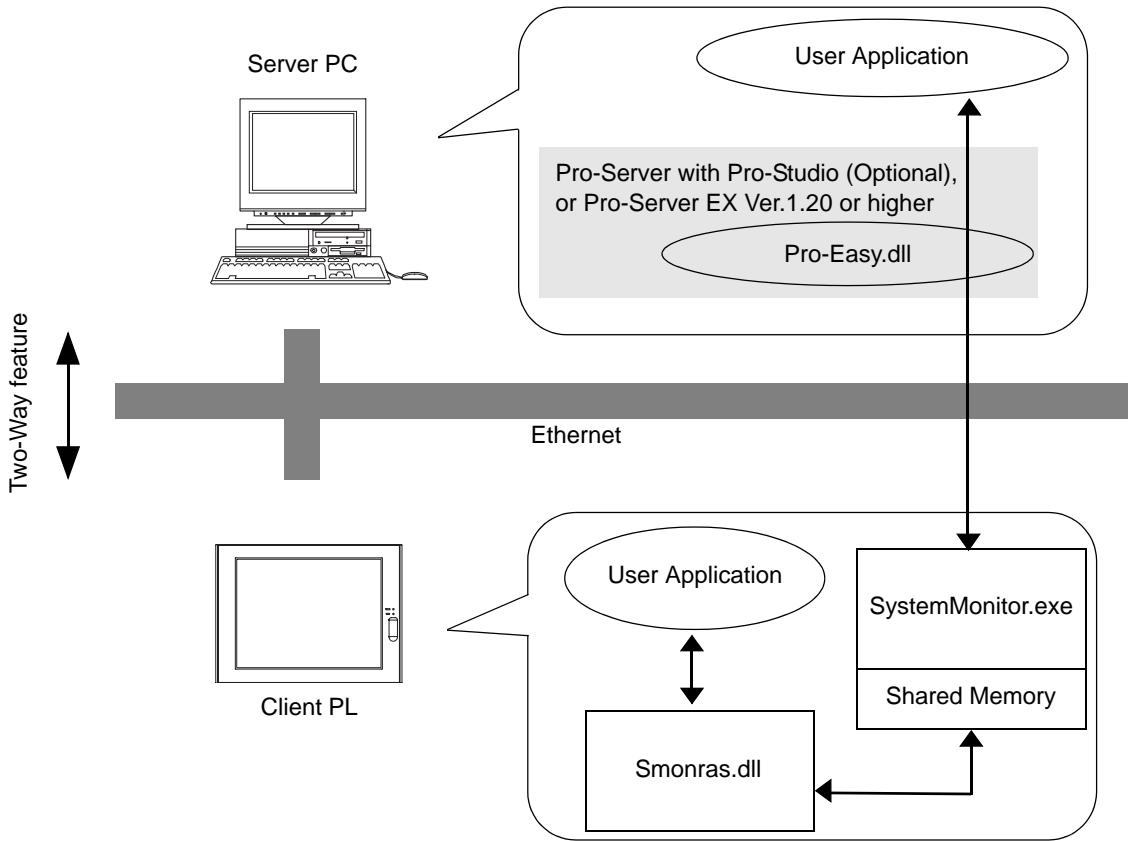 Server PC
User Application
Pro-Server with Pro-Studio (Optional),
or Pro-Server EX Ver.1.20 or higher
Pro-Easy.dll
Two-Way feature
Ethernet
User Application
SystemMonitor.exe
Shared Memory
Client PL
Smonras.dll